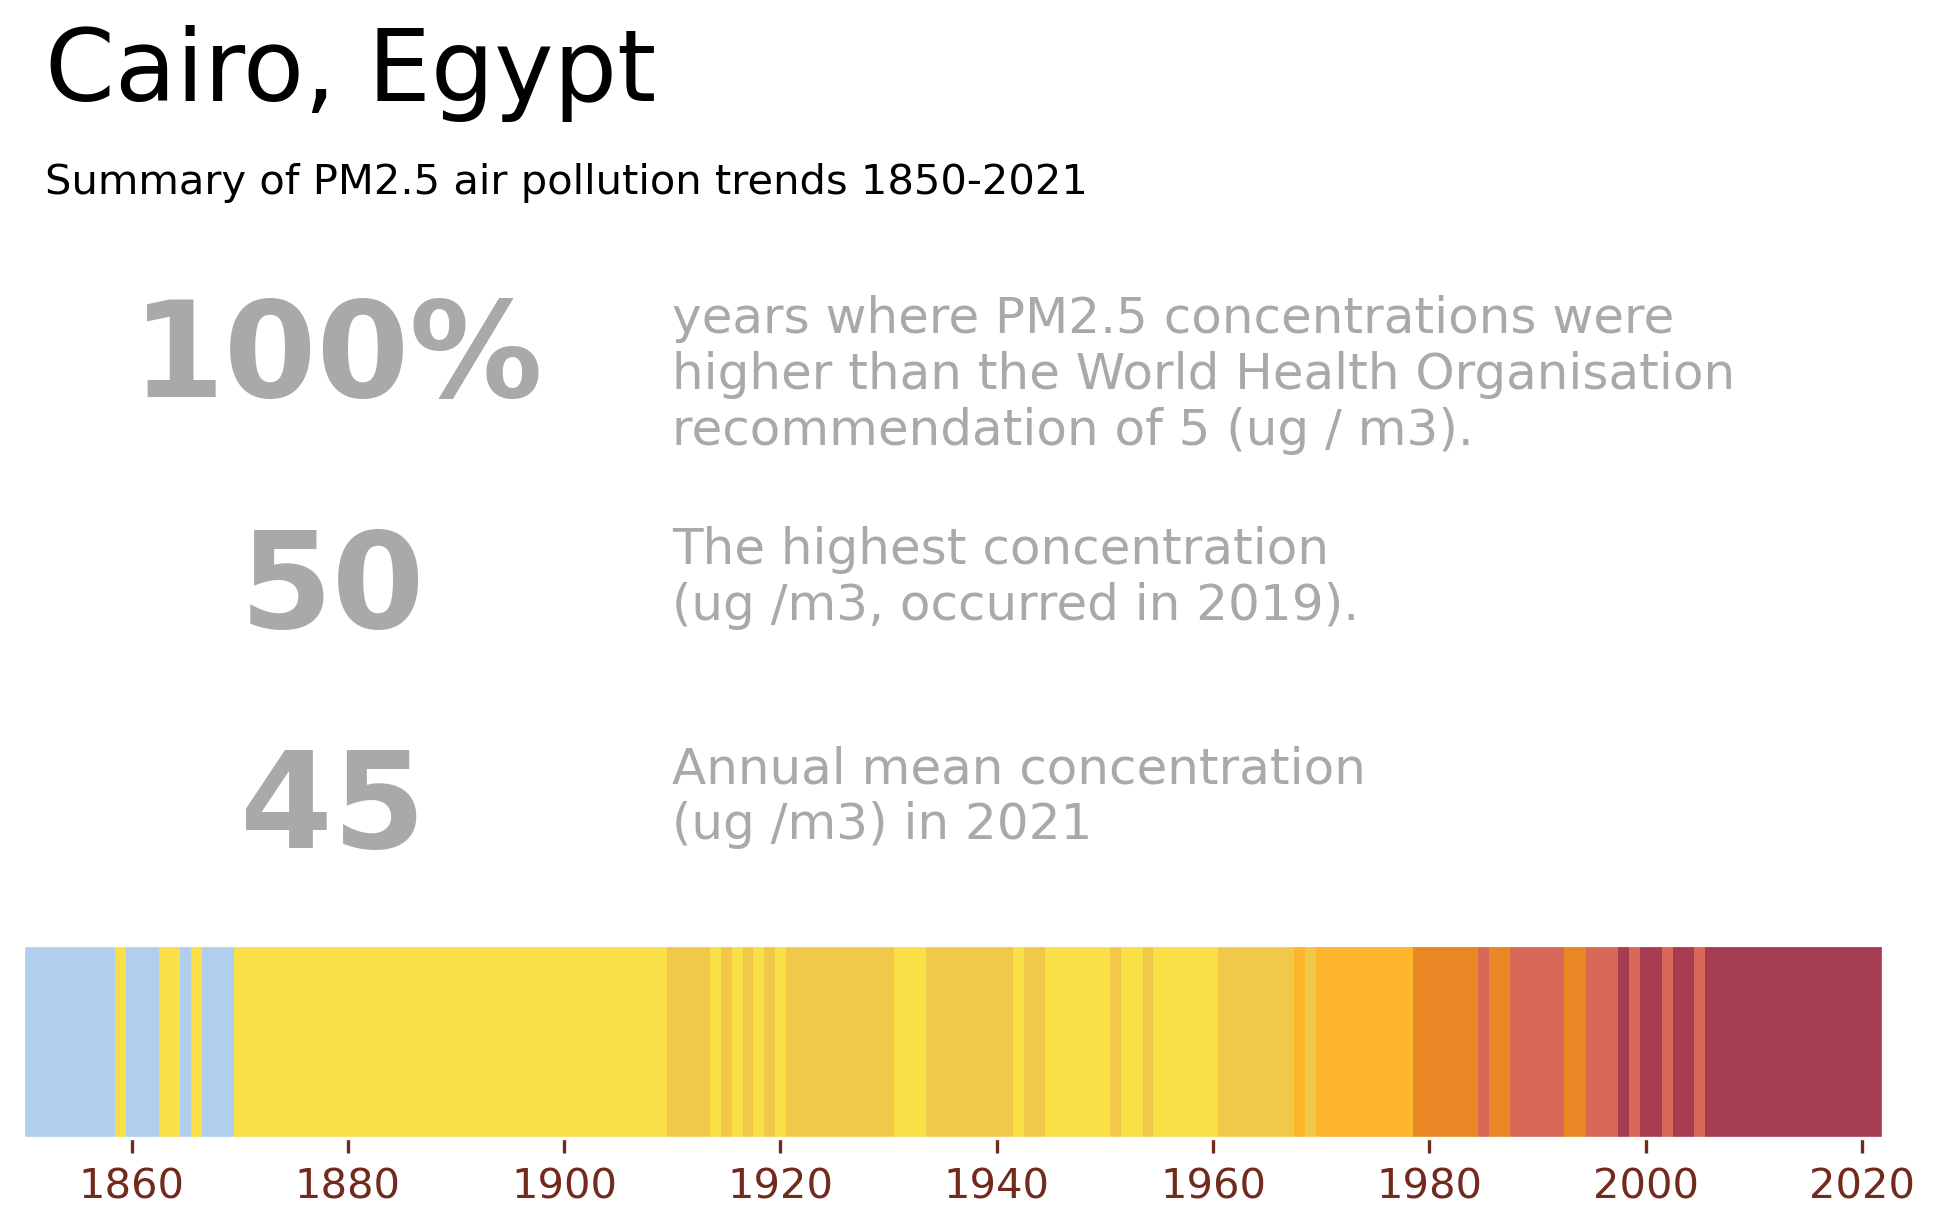 Cairo, Egypt
Summary of PM2.5 air pollution trends 1850-2021
100%
years where PM2.5 concentrations were
higher than the World Health Organisation
recommendation of 5 (ug / m3).
50
The highest concentration
(ug /m3, occurred in 2019).
45
Annual mean concentration
(ug /m3) in 2021
1860 1880 1900 1920 1940 1960 1980 2000 2020